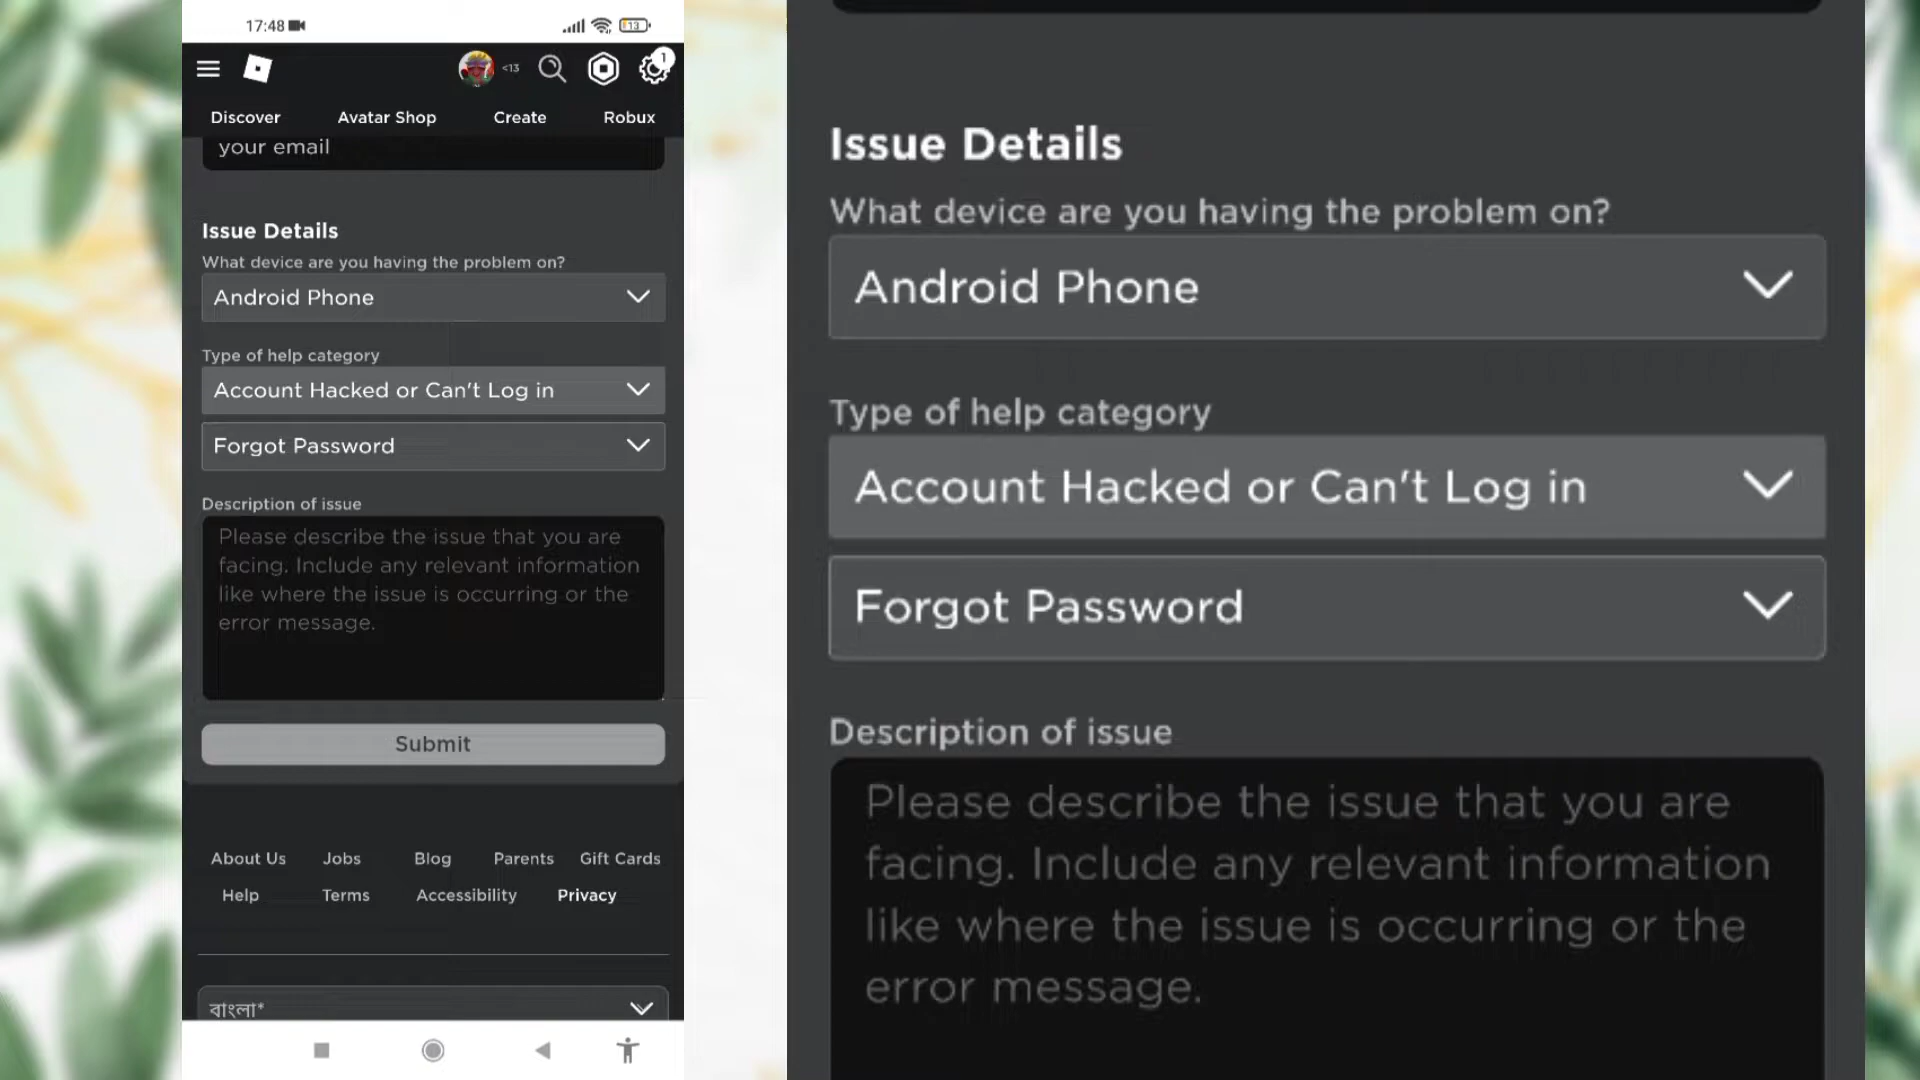 17:48
13
<13
1
Discover Avatar Shop Create Robux
your email
Issue Details
What device are you having the problem on?
Android Phone
Type of help category
Account Hacked or Can't Log in
Forgot Password
Description of issue
Please describe the issue that you are
facing. Include any relevant information
like where the issue is occurring or the
error message.
Submit
About Us Jobs Blog Parents Gift Cards
Help Terms Accessibility Privacy
বাংলা*
Issue Details
What device are you having the problem on?
Android Phone
Type of help category
Account Hacked or Can't Log in
Forgot Password
Description of issue
Please describe the issue that you are
facing. Include any relevant information
like where the issue is occurring or the
error message.